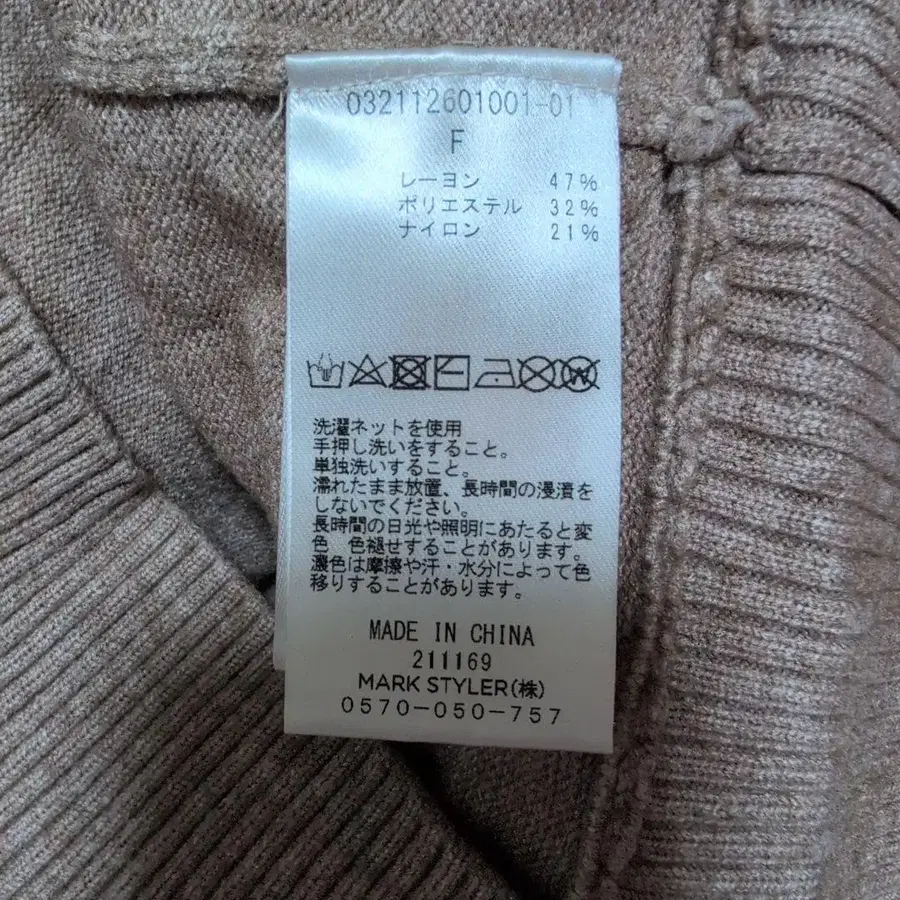 032112601001-01
F
レーヨン 47%
ポリエステル 32%
ナイロン 21%
洗濯ネットを使用
手押し洗いをすること。
単独洗いすること。
濡れたまま放置、長時間の浸漬を
しないでください。
長時間の日光や照明にあたると変
色 色褪せすることがあります。
濃色は摩擦や汗・水分によって色
移りすることがあります。
MADE IN CHINA
211169
MARK STYLER(株)
0570-050-757